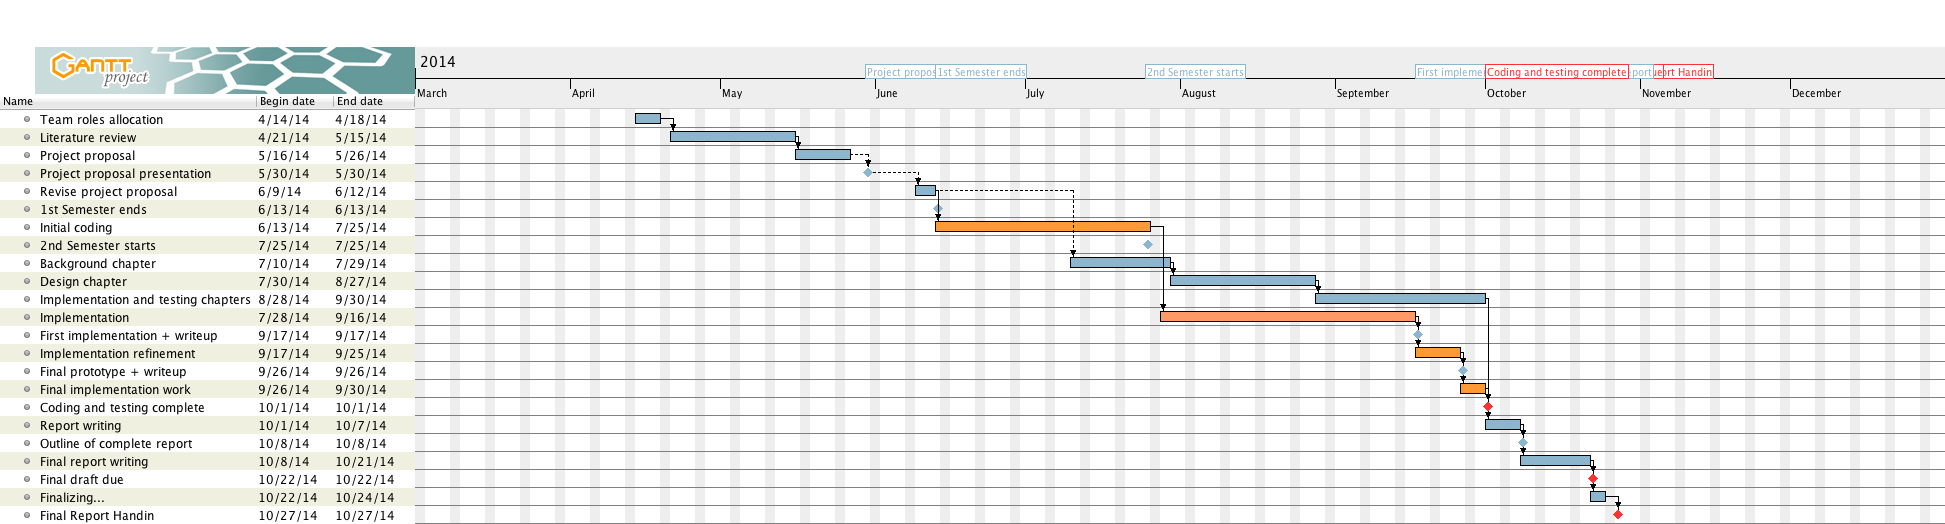 GANTT
project
2014
Project propos
1st Semester ends
2nd Semester starts
First impleme
Coding and testing complete
port
port Handin
March April May June July August September October November December
Name Begin date End date
Team roles allocation 4/14/14 4/18/14
Literature review 4/21/14 5/15/14
Project proposal 5/16/14 5/26/14
Project proposal presentation 5/30/14 5/30/14
Revise project proposal 6/9/14 6/12/14
1st Semester ends 6/13/14 6/13/14
Initial coding 6/13/14 7/25/14
2nd Semester starts 7/25/14 7/25/14
Background chapter 7/10/14 7/29/14
Design chapter 7/30/14 8/27/14
Implementation and testing chapters 8/28/14 9/30/14
Implementation 7/28/14 9/16/14
First implementation + writeup 9/17/14 9/17/14
Implementation refinement 9/17/14 9/25/14
Final prototype + writeup 9/26/14 9/26/14
Final implementation work 9/26/14 9/30/14
Coding and testing complete 10/1/14 10/1/14
Report writing 10/1/14 10/7/14
Outline of complete report 10/8/14 10/8/14
Final report writing 10/8/14 10/21/14
Final draft due 10/22/14 10/22/14
Finalizing... 10/22/14 10/24/14
Final Report Handin 10/27/14 10/27/14